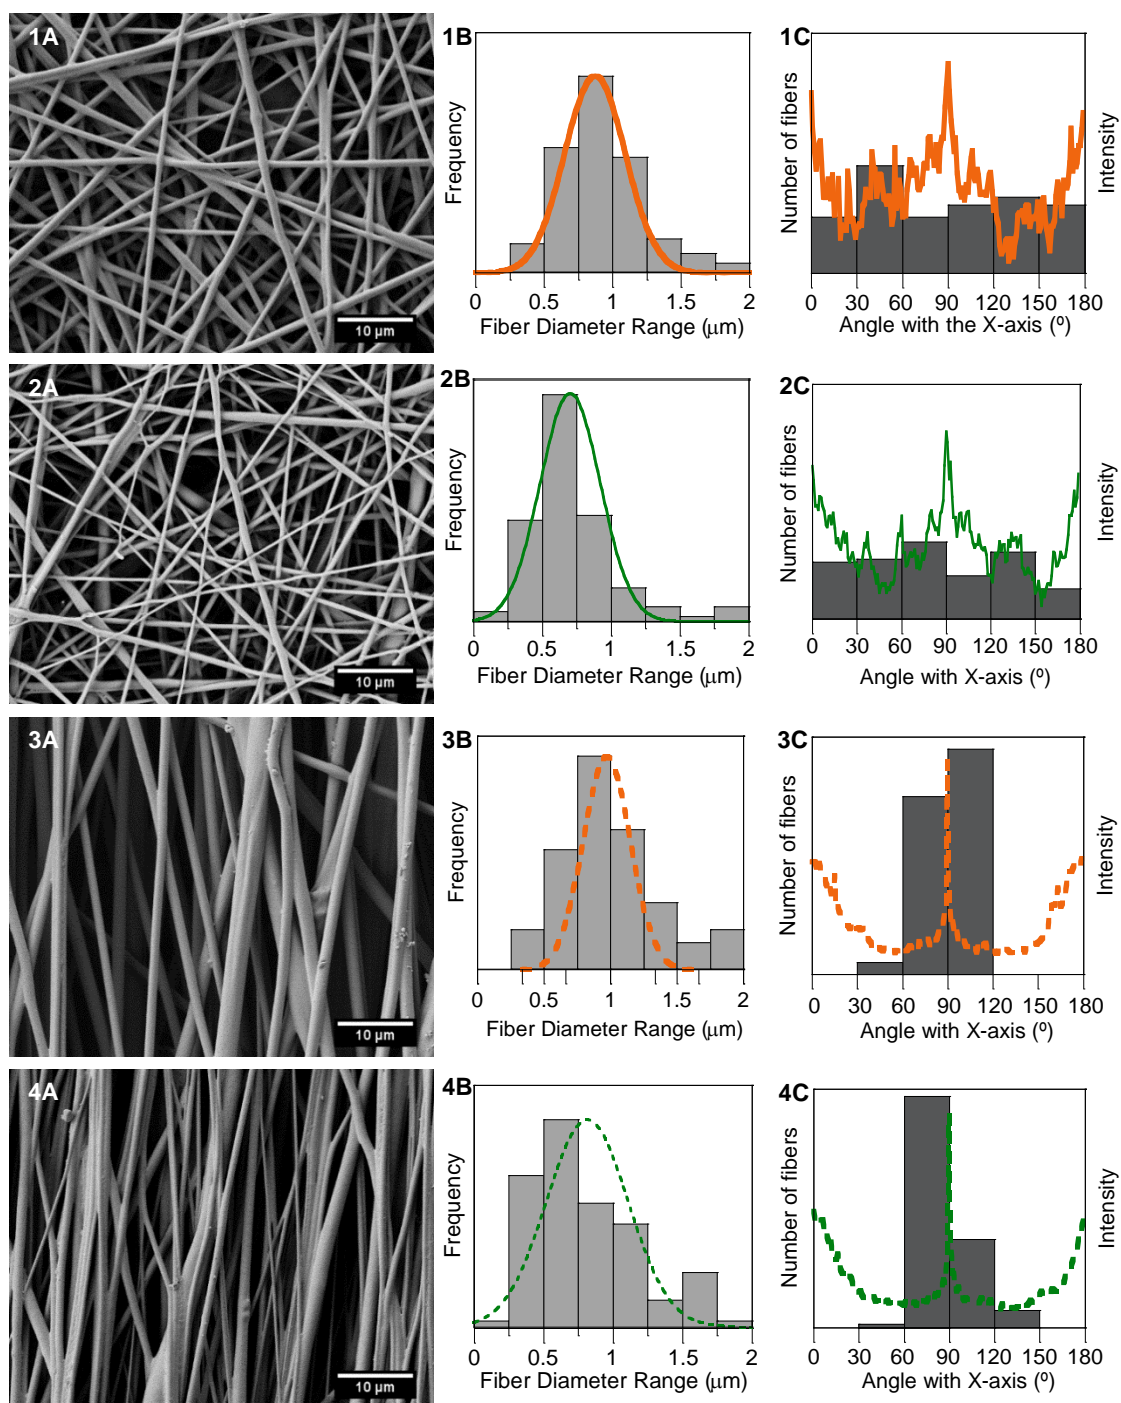 1A
10 µm
1B
Frequency
0 0.5 1 1.5 2
Fiber Diameter Range (µm)
1C
Number of fibers
Intensity
0 30 60 90 120 150 180
Angle with the X-axis (º)
2A
10 µm
2B
Frequency
0 0.5 1 1.5 2
Fiber Diameter Range (µm)
2C
Number of fibers
Intensity
0 30 60 90 120 150 180
Angle with X-axis (º)
3A
10 µm
3B
Frequency
0 0.5 1 1.5 2
Fiber Diameter Range (µm)
3C
Number of fibers
Intensity
0 30 60 90 120 150 180
Angle with X-axis (º)
4A
10 µm
4B
Frequency
0 0.5 1 1.5 2
Fiber Diameter Range (µm)
4C
Number of fibers
Intensity
0 30 60 90 120 150 180
Angle with X-axis (º)